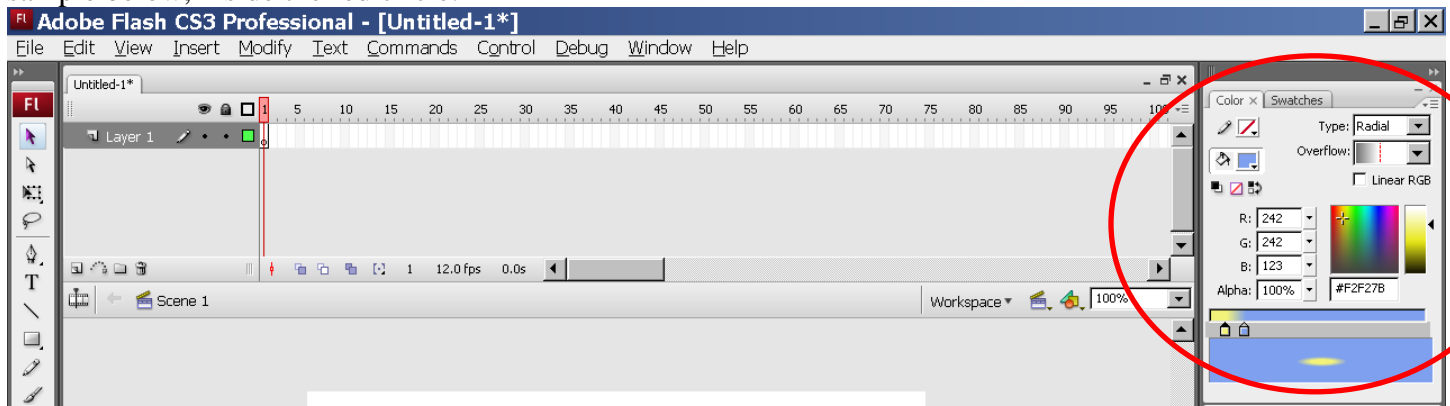 Adobe Flash CS3 Professional - [Untitled-1*]
File Edit View Insert Modify Text Commands Control Debug Window Help
Untitled-1*
Fl
1 5 10 15 20 25 30 35 40 45 50 55 60 65 70 75 80 85 90 95 100
Layer 1
1 12.0 fps 0.0s
Scene 1
Workspace 100%
T
Color × Swatches
Type: Radial
Overflow:
Linear RGB
R: 242
G: 242
B: 123
Alpha: 100% #F2F27B